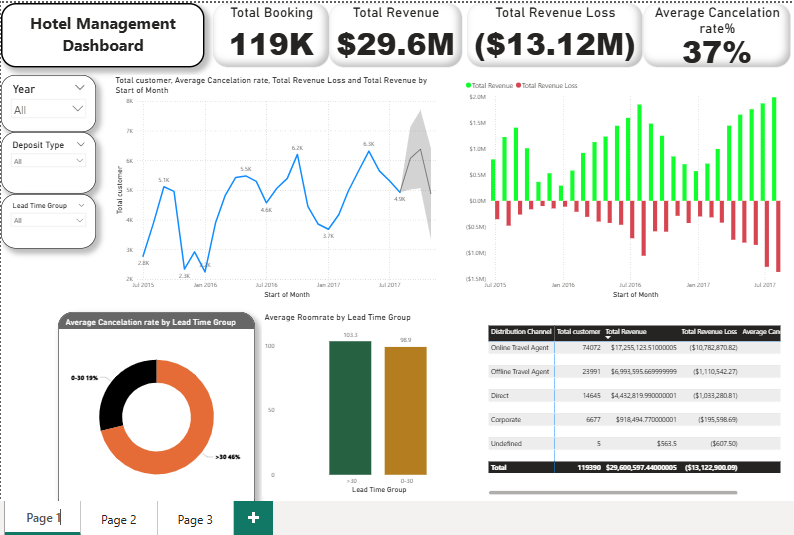 Hotel Management
Dashboard
Total Booking
119K
Total Revenue
$29.6M
Total Revenue Loss
($13.12M)
Average Cancelation
rate%
37%
Year
All
Deposit Type
All
Lead Time Group
All
Total customer, Average Cancelation rate, Total Revenue Loss and Total Revenue by
Start of Month
Total customer
8K
7K
6K
5K
4K
3K
2K
2.8K
5.1K
2.3K
5.5K
4.6K
6.2K
3.7K
6.3K
4.9K
Jul 2015
Jan 2016
Jul 2016
Jan 2017
Jul 2017
Start of Month
Total Revenue Total Revenue Loss
$2.0M
$1.5M
$1.0M
$0.5M
$0.0M
($0.5M)
($1.0M)
($1.5M)
Jul 2015
Jan 2016
Jul 2016
Jan 2017
Jul 2017
Start of Month
Average Cancelation rate by Lead Time Group
0-30 19%
>30 46%
Average Roomrate by Lead Time Group
100
50
0
103.3
98.9
>30
0-30
Lead Time Group
Distribution Channel Total customer Total Revenue Total Revenue Loss Average Can
Online Travel Agent 74072 $17,255,123.51000005 ($10,782,870.82)
Offline Travel Agent 23991 $6,993,595.669999999 ($1,110,542.27)
Direct 14645 $4,432,819.990000001 ($1,033,280.81)
Corporate 6677 $918,494.770000001 ($195,598.69)
Undefined 5 $563.5 ($607.50)
Total 119390 $29,600,597.44000005 ($13,122,900.09)
Page 1
Page 2
Page 3
+